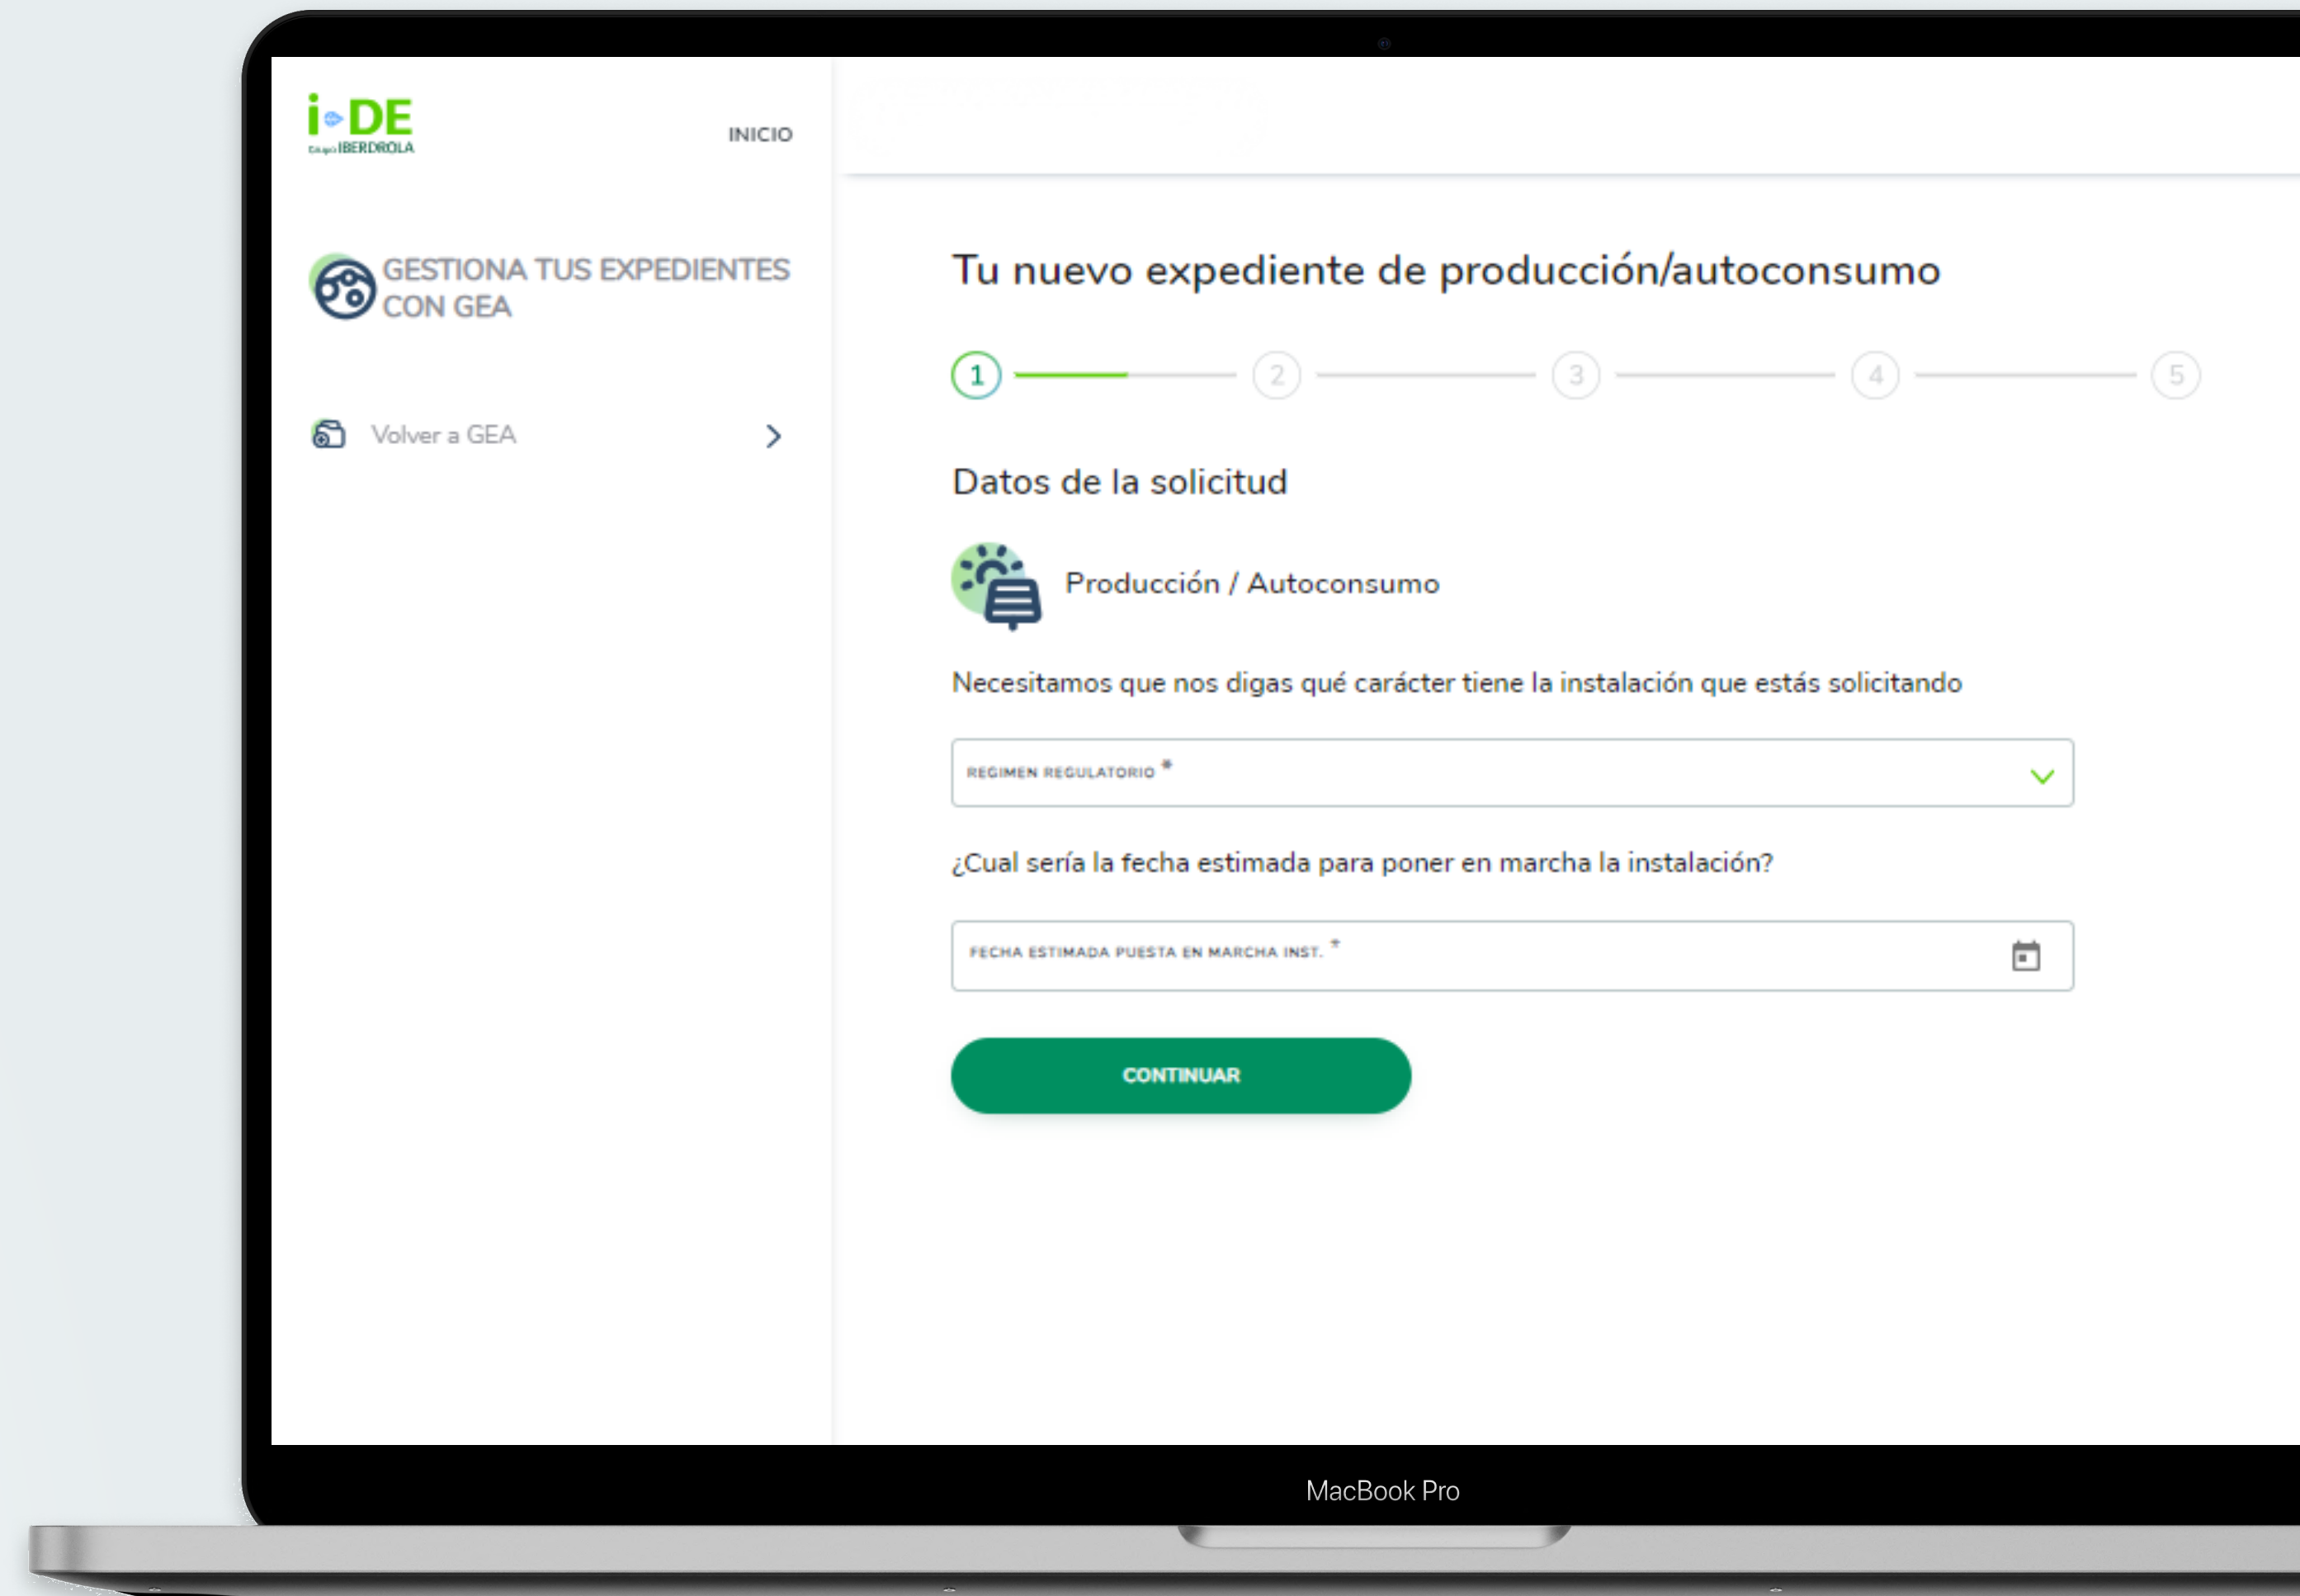 i DE
Grupo IBERDROLA
INICIO
GESTIONA TUS EXPEDIENTES
CON GEA
Volver a GEA
Tu nuevo expediente de producción/autoconsumo
1 2 3 4 5
Datos de la solicitud
Producción / Autoconsumo
Necesitamos que nos digas qué carácter tiene la instalación que estás solicitando
REGIMEN REGULATORIO *
¿Cual sería la fecha estimada para poner en marcha la instalación?
FECHA ESTIMADA PUESTA EN MARCHA INST. *
CONTINUAR
MacBook Pro